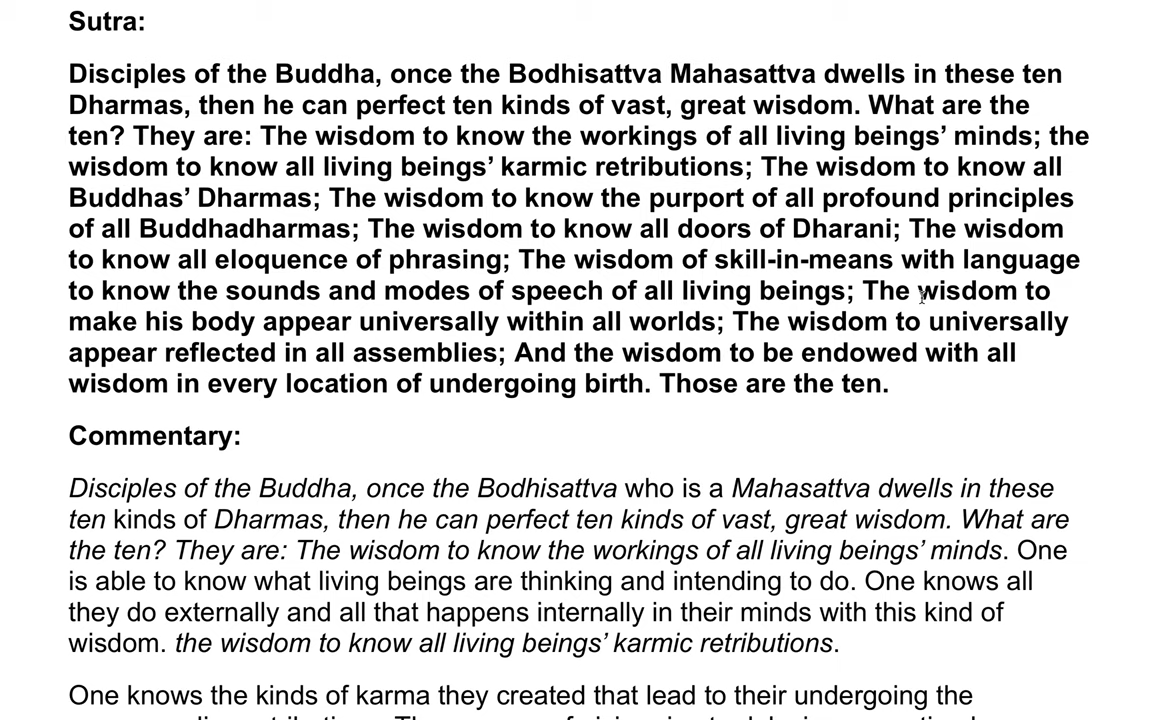 Sutra:
Disciples of the Buddha, once the Bodhisattva Mahasattva dwells in these ten
Dharmas, then he can perfect ten kinds of vast, great wisdom. What are the
ten? They are: The wisdom to know the workings of all living beings’ minds; the
wisdom to know all living beings’ karmic retributions; The wisdom to know all
Buddhas’ Dharmas; The wisdom to know the purport of all profound principles
of all Buddhadharmas; The wisdom to know all doors of Dharani; The wisdom
to know all eloquence of phrasing; The wisdom of skill-in-means with language
to know the sounds and modes of speech of all living beings; The wisdom to
make his body appear universally within all worlds; The wisdom to universally
appear reflected in all assemblies; And the wisdom to be endowed with all
wisdom in every location of undergoing birth. Those are the ten.
Commentary:
Disciples of the Buddha, once the Bodhisattva who is a Mahasattva dwells in these
ten kinds of Dharmas, then he can perfect ten kinds of vast, great wisdom. What are
the ten? They are: The wisdom to know the workings of all living beings’ minds. One
is able to know what living beings are thinking and intending to do. One knows all
they do externally and all that happens internally in their minds with this kind of
wisdom. the wisdom to know all living beings’ karmic retributions.
One knows the kinds of karma they created that lead to their undergoing the